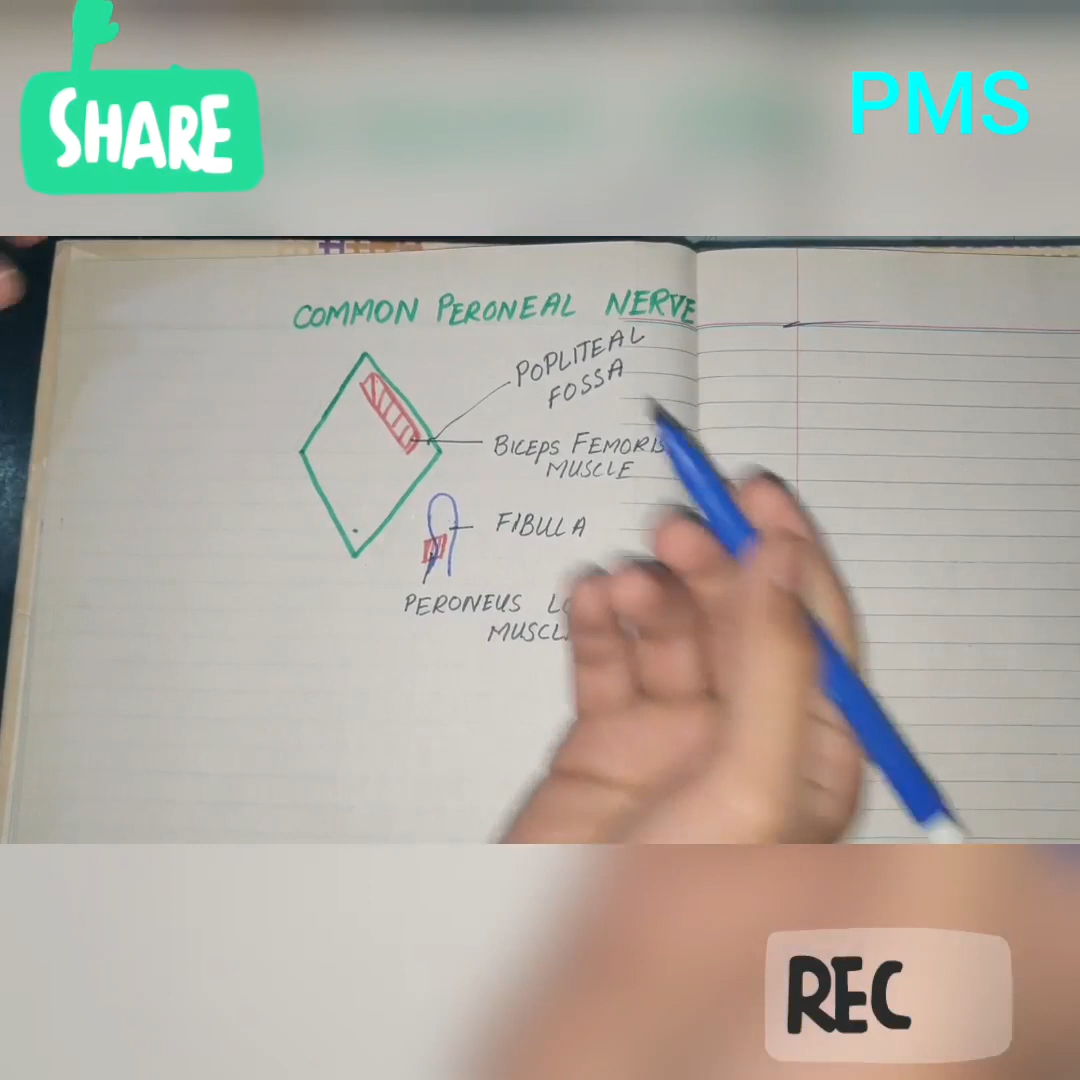 SHARE
PMS
COMMON PERONEAL NERVE
POPLITEAL
FOSSA
BICEPS FEMORIS
MUSCLE
FIBULA
PERONEUS
REC